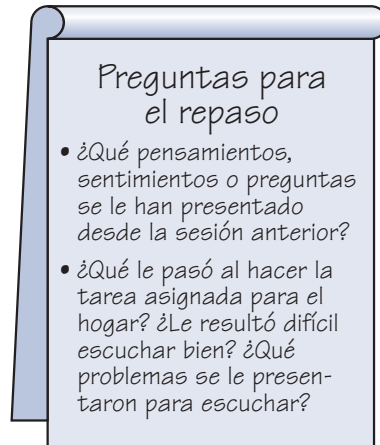 Preguntas para
el repaso
• ¿Qué pensamientos,
sentimientos o preguntas
se le han presentado
desde la sesión anterior?
• ¿Qué le pasó al hacer la
tarea asignada para el
hogar? ¿Le resultó difícil
escuchar bien? ¿Qué
problemas se le presen-
taron para escuchar?